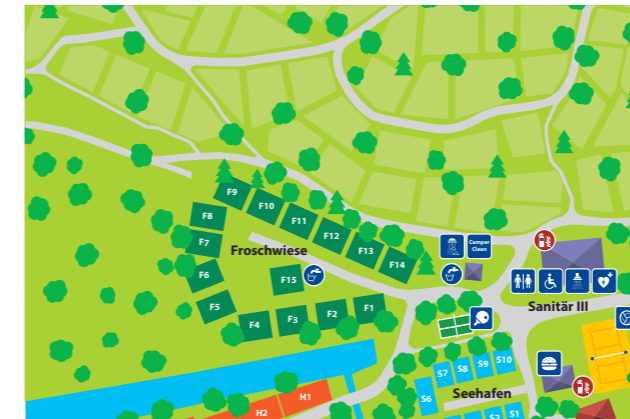 F9
F10
F8
F11
F12
F7
Froschwiese
F13
Camper
Clean
F14
F6
F15
F5
F1
F2
F3
F4
Sanitär III
S10
S9
S8
S7
S6
Seehafen
H1
H2
S1
S2